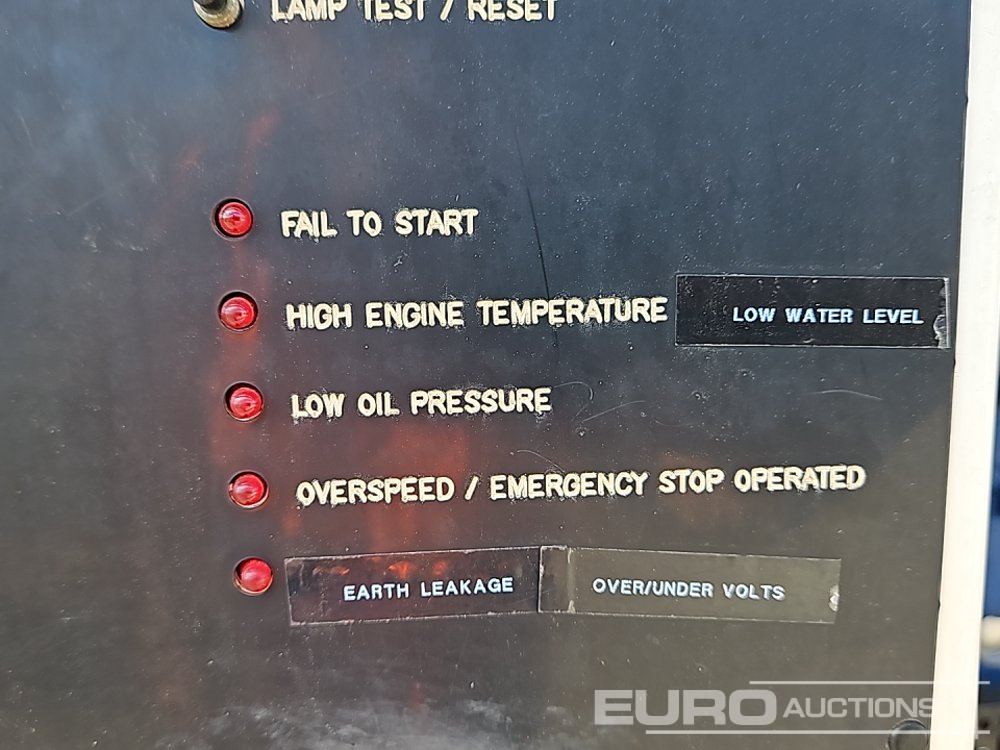 LAMP TEST / RESET
FAIL TO START
HIGH ENGINE TEMPERATURE LOW WATER LEVEL
LOW OIL PRESSURE
OVERSPEED / EMERGENCY STOP OPERATED
EARTH LEAKAGE OVER/UNDER VOLTS
EURO AUCTIONS